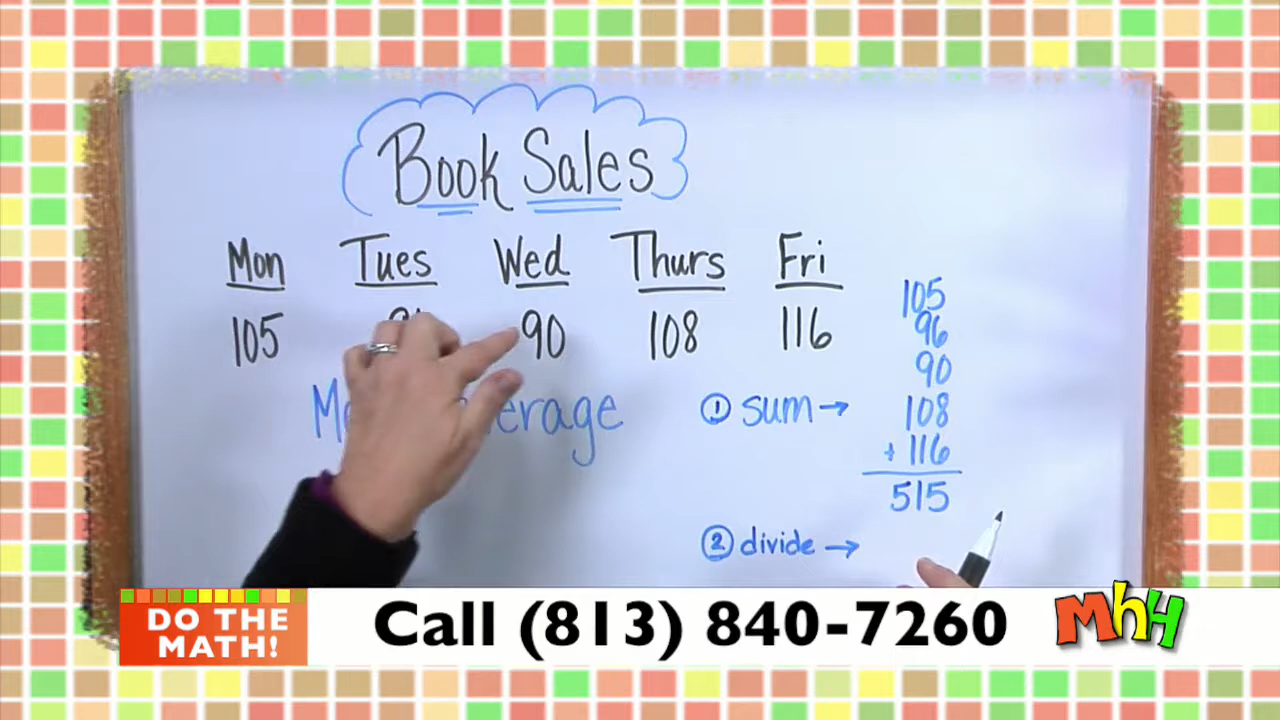 Book Sales
Mon Tues Wed Thurs Fri
105 90 108 116
105
96
90
108
+ 116
515
① sum →
② divide →
DO THE
MATH!
Call (813) 840-7260
Mh4